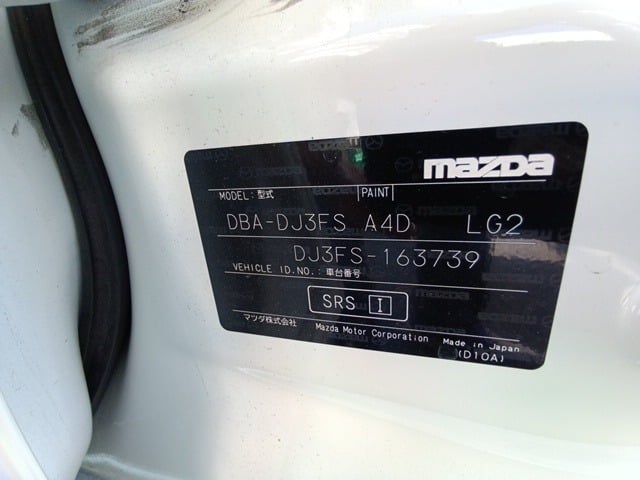 mazda
MODEL:型式 PAINT
DBA-DJ3FS A4D LG2
DJ3FS-163739
VEHICLE ID.NO.:車台番号
SRS I
マツダ株式会社 Mazda Motor Corporation Made in Japan
(D10A)